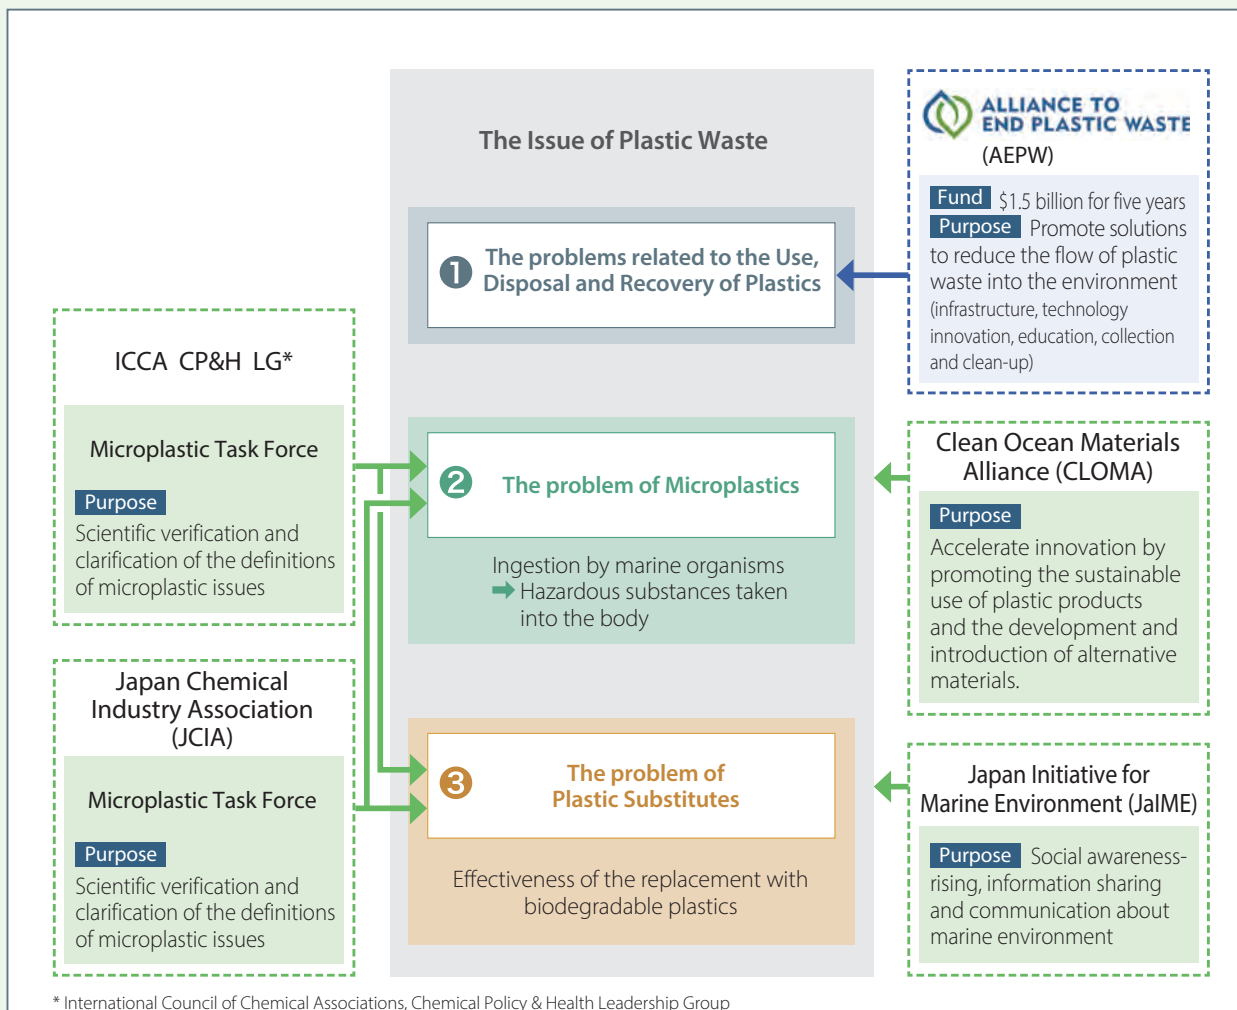 The Issue of Plastic Waste
1 The problems related to the Use,
Disposal and Recovery of Plastics
ALLIANCE TO
END PLASTIC WASTE
(AEPW)
Fund $1.5 billion for five years
Purpose Promote solutions
to reduce the flow of plastic
waste into the environment
(infrastructure, technology
innovation, education, collection
and clean-up)
ICCA CP&H LG*
Microplastic Task Force
Purpose
Scientific verification and
clarification of the definitions
of microplastic issues
2 The problem of Microplastics
Ingestion by marine organisms
➡ Hazardous substances taken
into the body
Clean Ocean Materials
Alliance (CLOMA)
Purpose
Accelerate innovation by
promoting the sustainable
use of plastic products
and the development and
introduction of alternative
materials.
Japan Chemical
Industry Association
(JCIA)
Microplastic Task Force
Purpose
Scientific verification and
clarification of the definitions
of microplastic issues
3 The problem of
Plastic Substitutes
Effectiveness of the replacement with
biodegradable plastics
Japan Initiative for
Marine Environment (JaIME)
Purpose Social awareness-
rising, information sharing
and communication about
marine environment
* International Council of Chemical Associations, Chemical Policy & Health Leadership Group